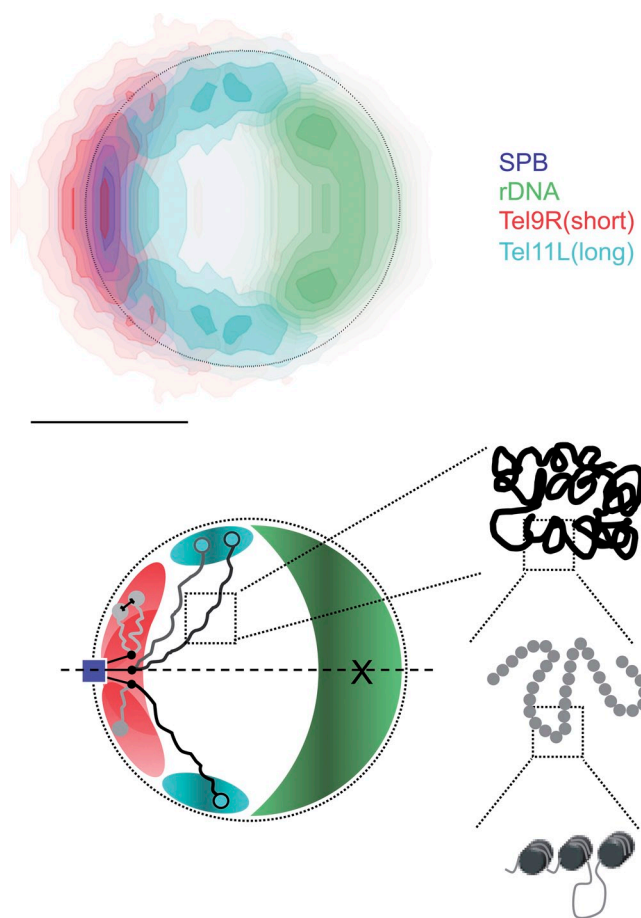 SPB
rDNA
Tel9R(short)
Tel11L(long)
X